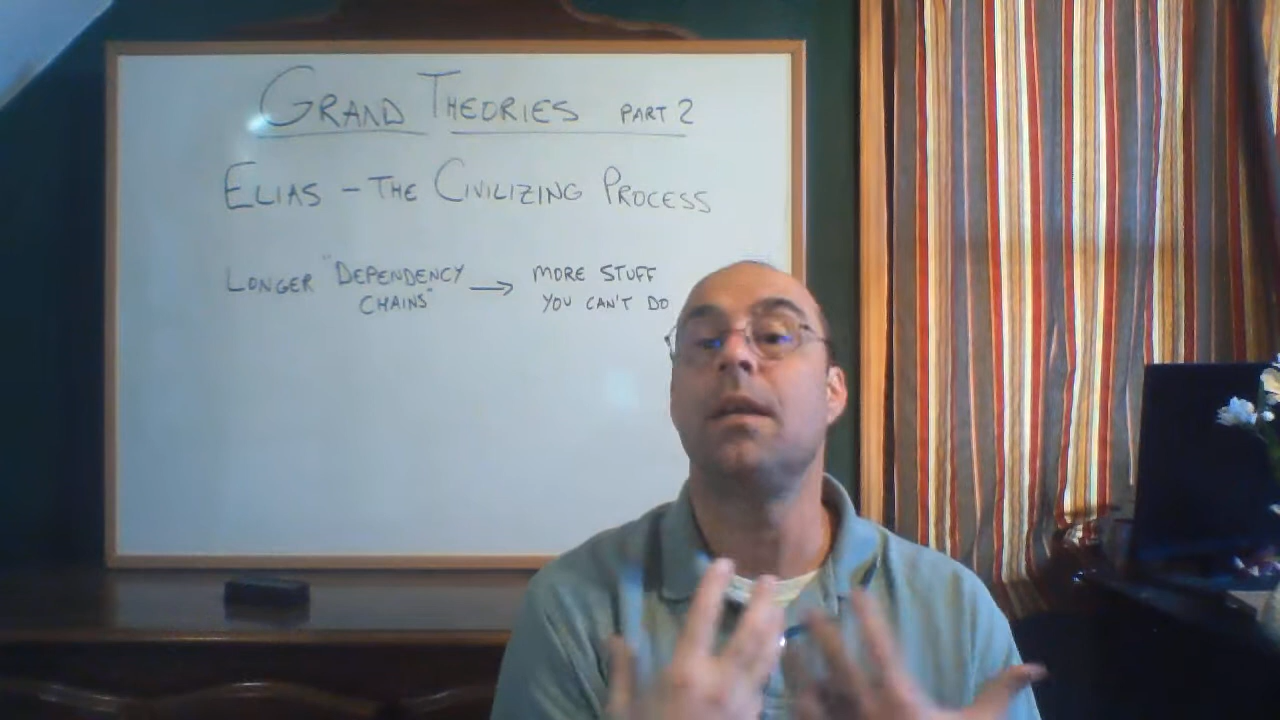 GRAND THEORIES PART 2
ELIAS – THE CIVILIZING PROCESS
LONGER "DEPENDENCY → MORE STUFF
CHAINS" YOU CAN'T DO